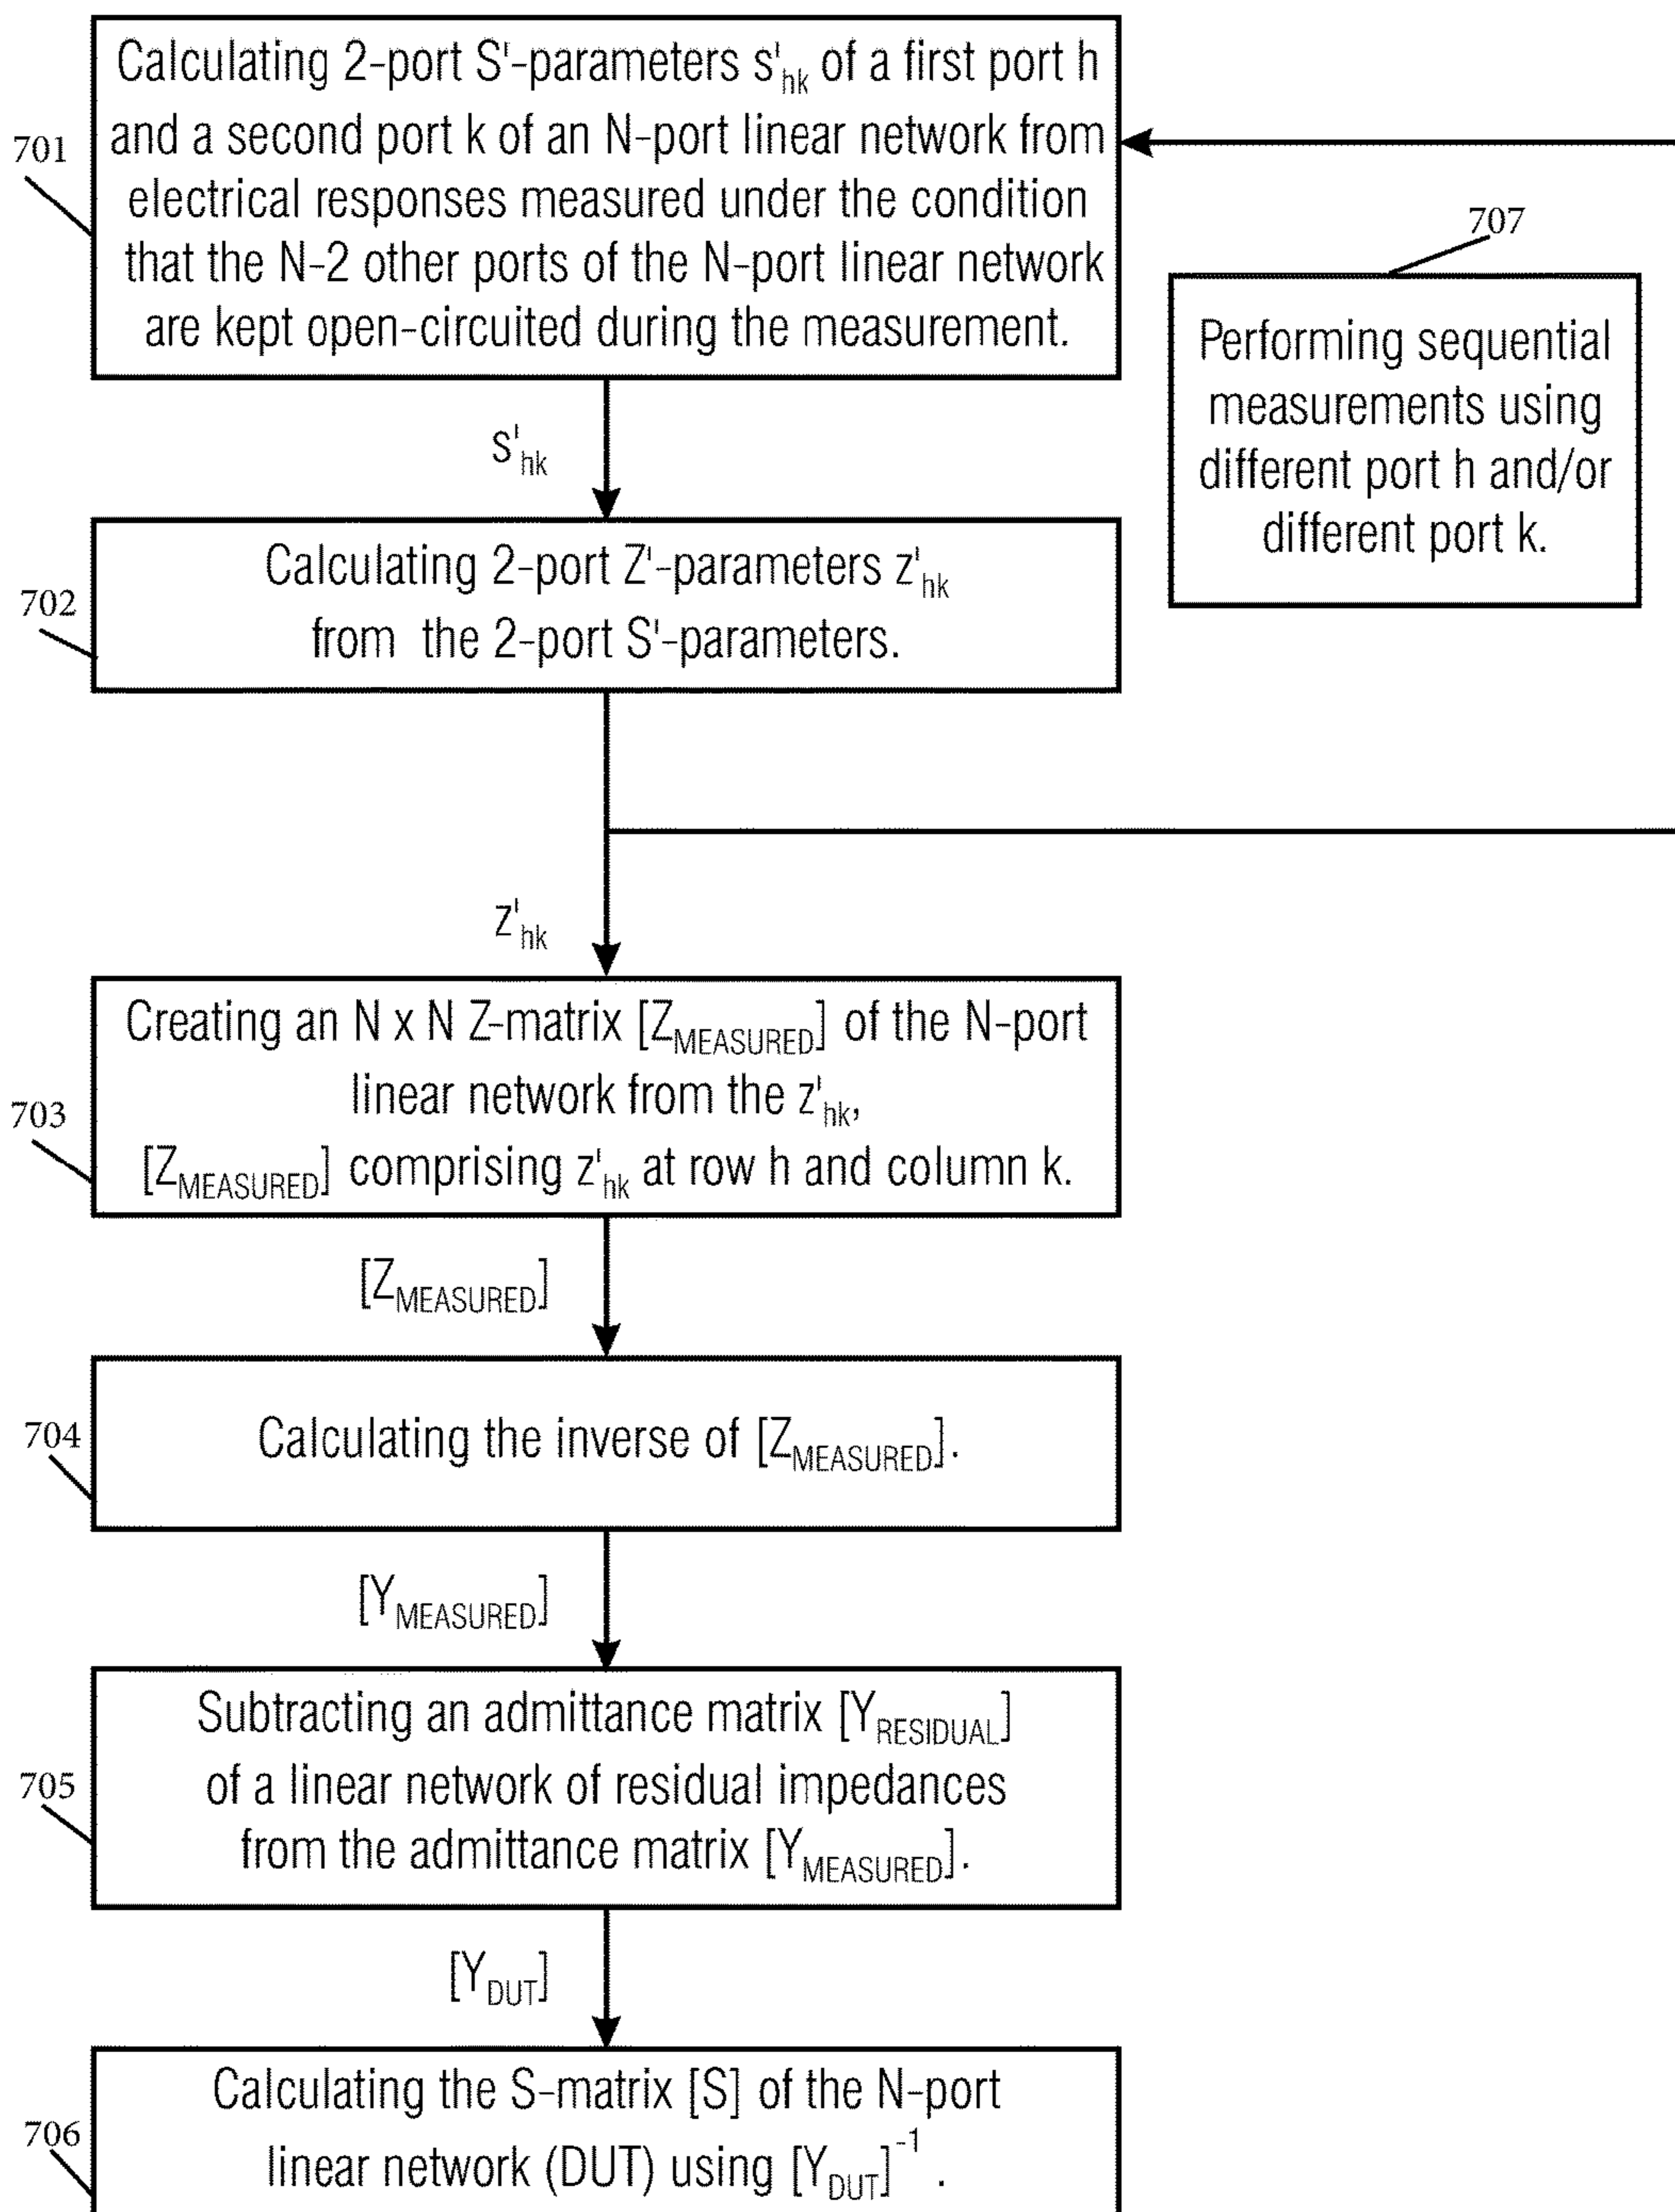 701
Calculating 2-port S'-parameters s'hk of a first port h
and a second port k of an N-port linear network from
electrical responses measured under the condition
that the N-2 other ports of the N-port linear network
are kept open-circuited during the measurement.
707
Performing sequential
measurements using
different port h and/or
different port k.
s'hk
702
Calculating 2-port Z'-parameters z'hk
from the 2-port S'-parameters.
z'hk
703
Creating an N x N Z-matrix [ZMEASURED] of the N-port
linear network from the z'hk,
[ZMEASURED] comprising z'hk at row h and column k.
[ZMEASURED]
704
Calculating the inverse of [ZMEASURED].
[YMEASURED]
705
Subtracting an admittance matrix [YRESIDUAL]
of a linear network of residual impedances
from the admittance matrix [YMEASURED].
[YDUT]
706
Calculating the S-matrix [S] of the N-port
linear network (DUT) using [YDUT]-1 .